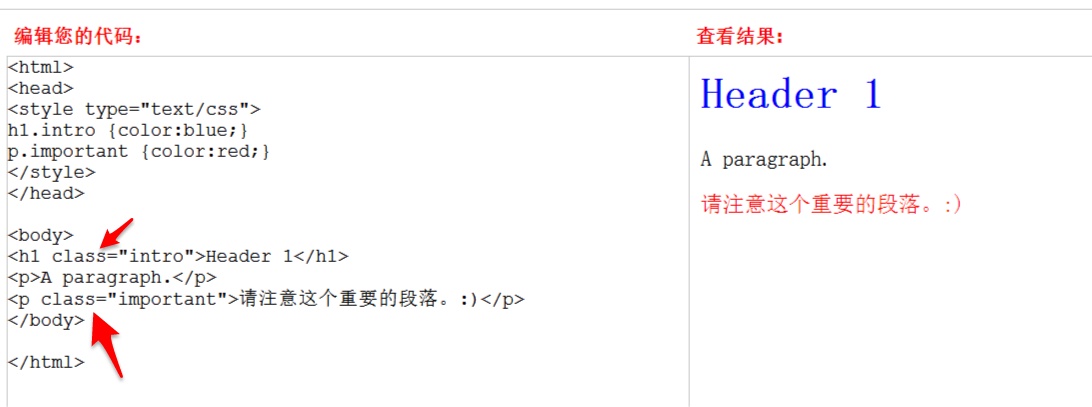 编辑您的代码：
查看结果：
<html>
<head>
<style type="text/css">
h1.intro {color:blue;}
p.important {color:red;}
</style>
</head>
<body>
<h1 class="intro">Header 1</h1>
<p>A paragraph.</p>
<p class="important">请注意这个重要的段落。:)</p>
</body>
</html>
Header 1
A paragraph.
请注意这个重要的段落。:)